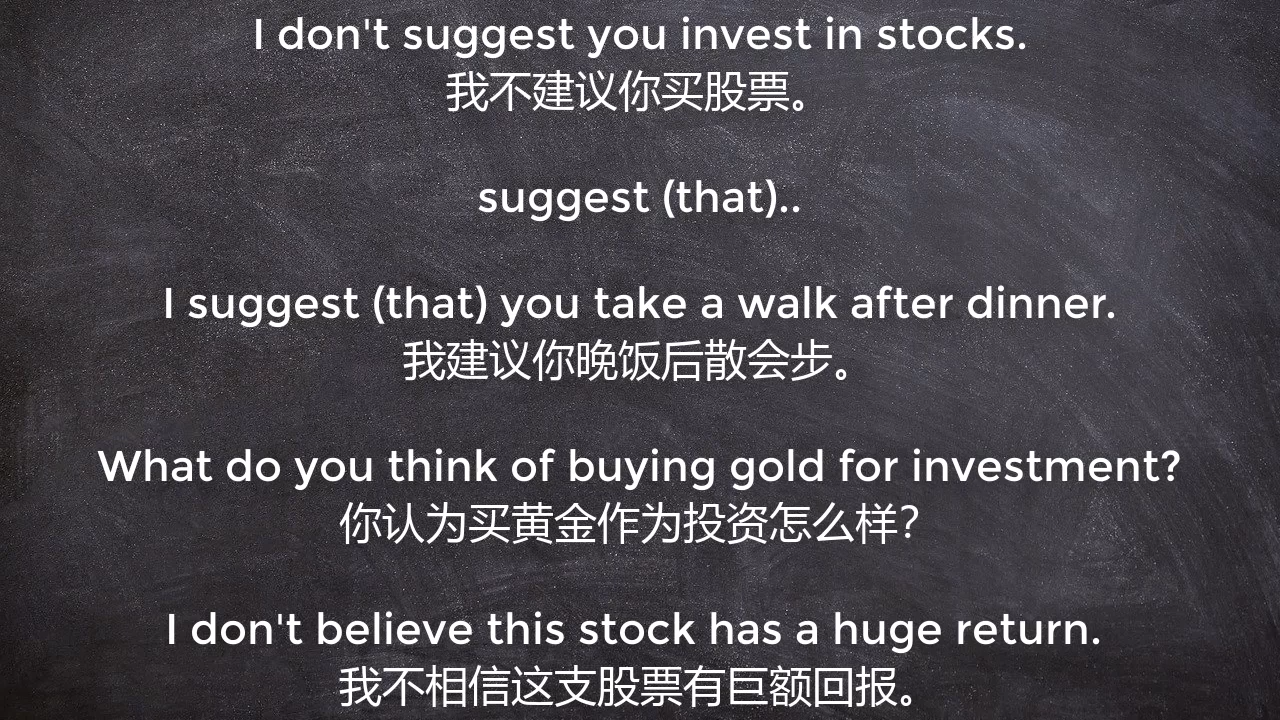 I don't suggest you invest in stocks.
我不建议你买股票。
suggest (that)..
I suggest (that) you take a walk after dinner.
我建议你晚饭后散会步。
What do you think of buying gold for investment?
你认为买黄金作为投资怎么样？
I don't believe this stock has a huge return.
我不相信这支股票有巨额回报。